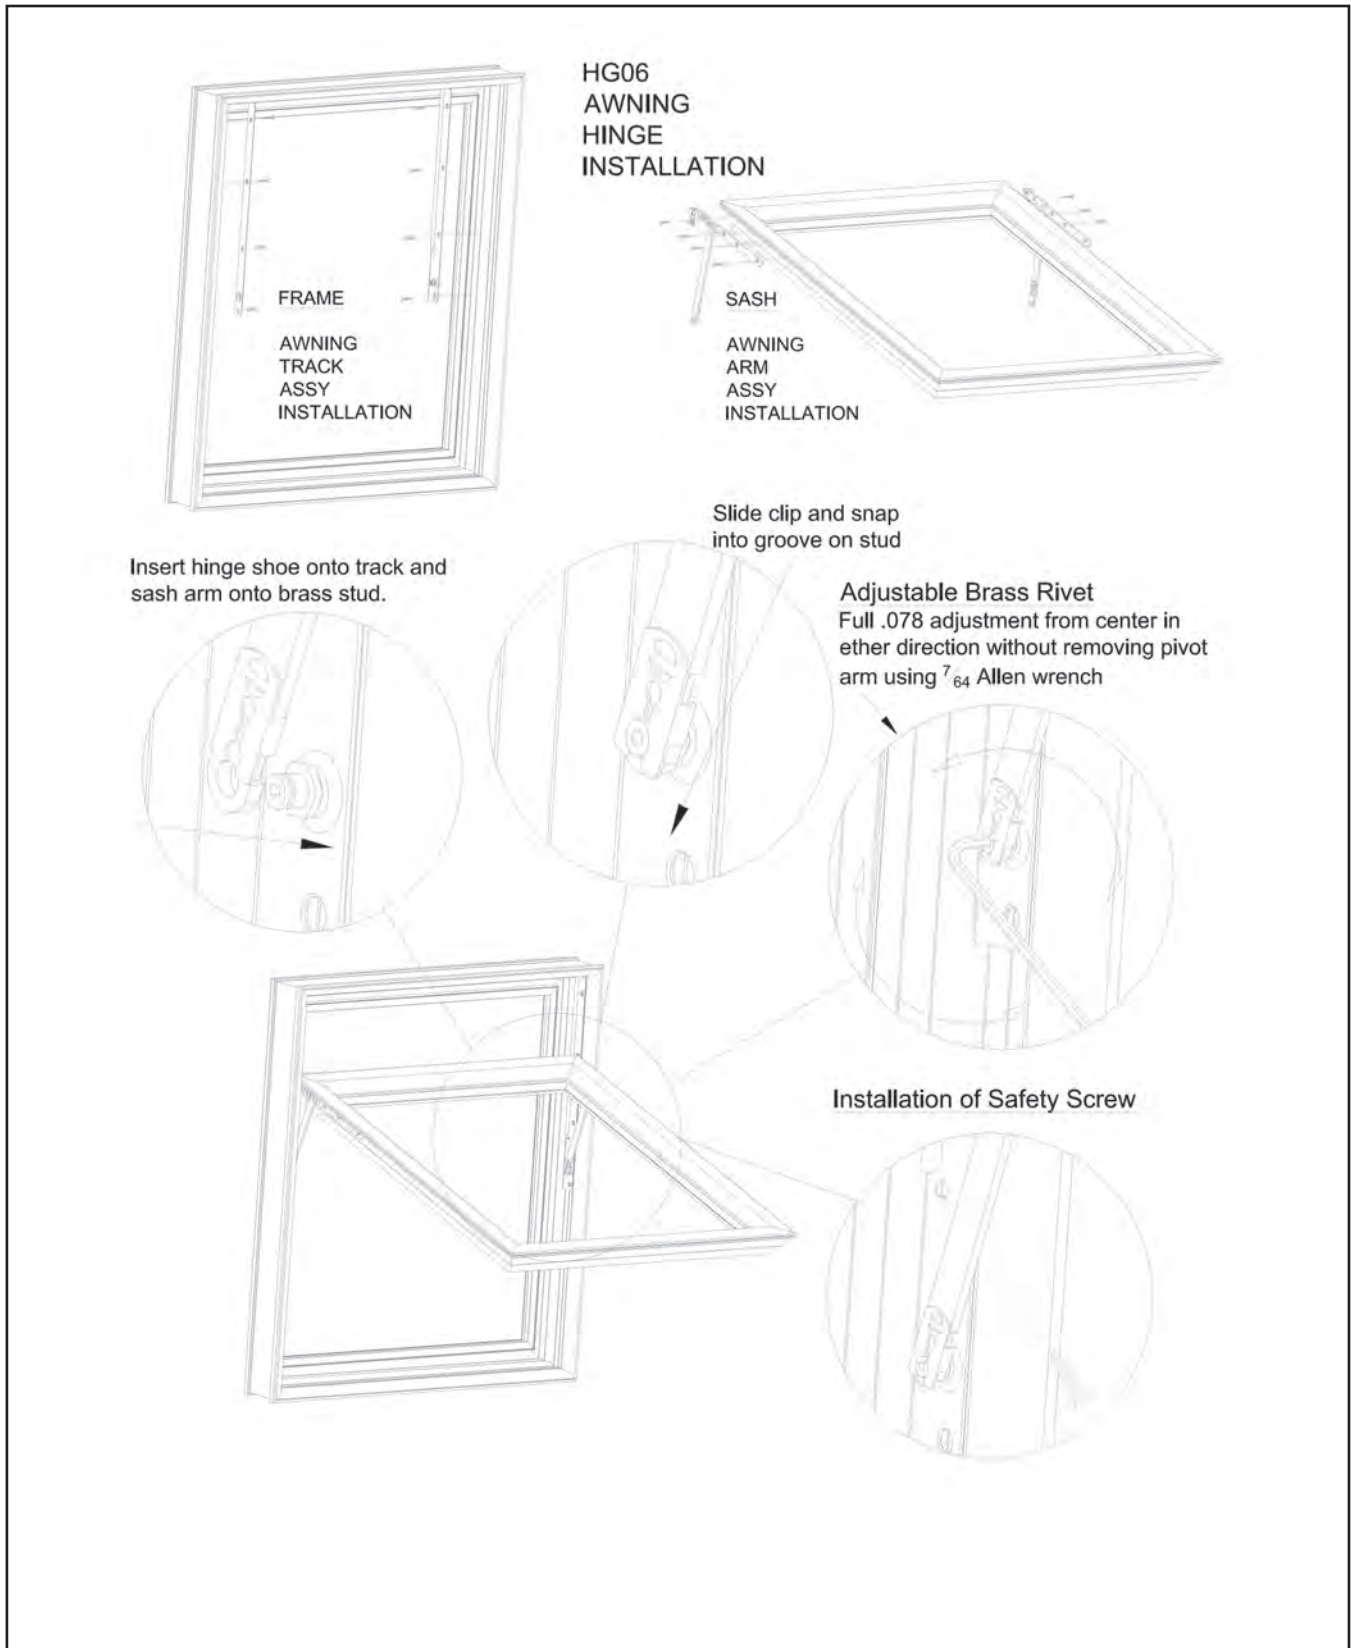 HG06
AWNING
HINGE
INSTALLATION
FRAME
AWNING
TRACK
ASSY
INSTALLATION
SASH
AWNING
ARM
ASSY
INSTALLATION
Insert hinge shoe onto track and
sash arm onto brass stud.
Slide clip and snap
into groove on stud
Adjustable Brass Rivet
Full .078 adjustment from center in
ether direction without removing pivot
arm using 7 64 Allen wrench
Installation of Safety Screw